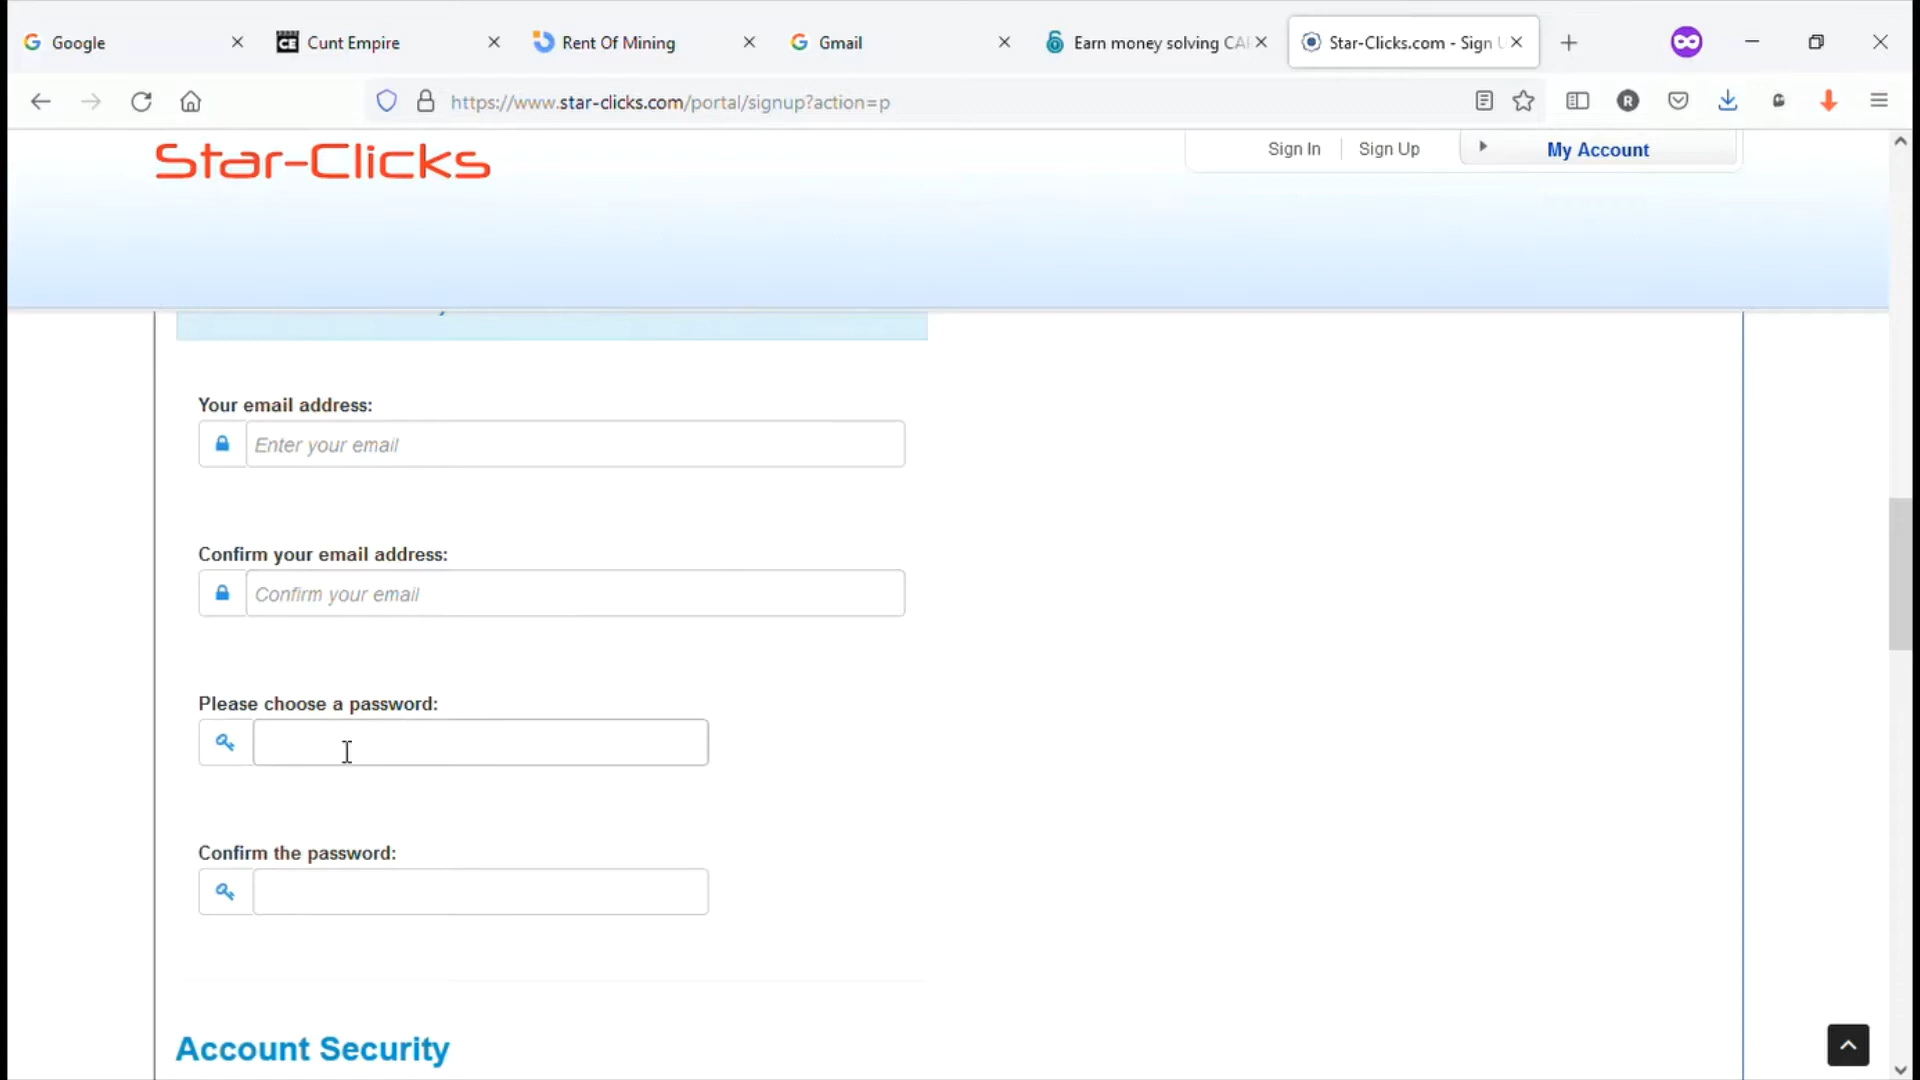 Google
Cunt Empire
Rent Of Mining
Gmail
Earn money solving CA
Star-Clicks.com - Sign U
https://www.star-clicks.com/portal/signup?action=p
R
Star-Clicks
Sign In
Sign Up
My Account
Your email address:
Enter your email
Confirm your email address:
Confirm your email
Please choose a password:
Confirm the password:
Account Security